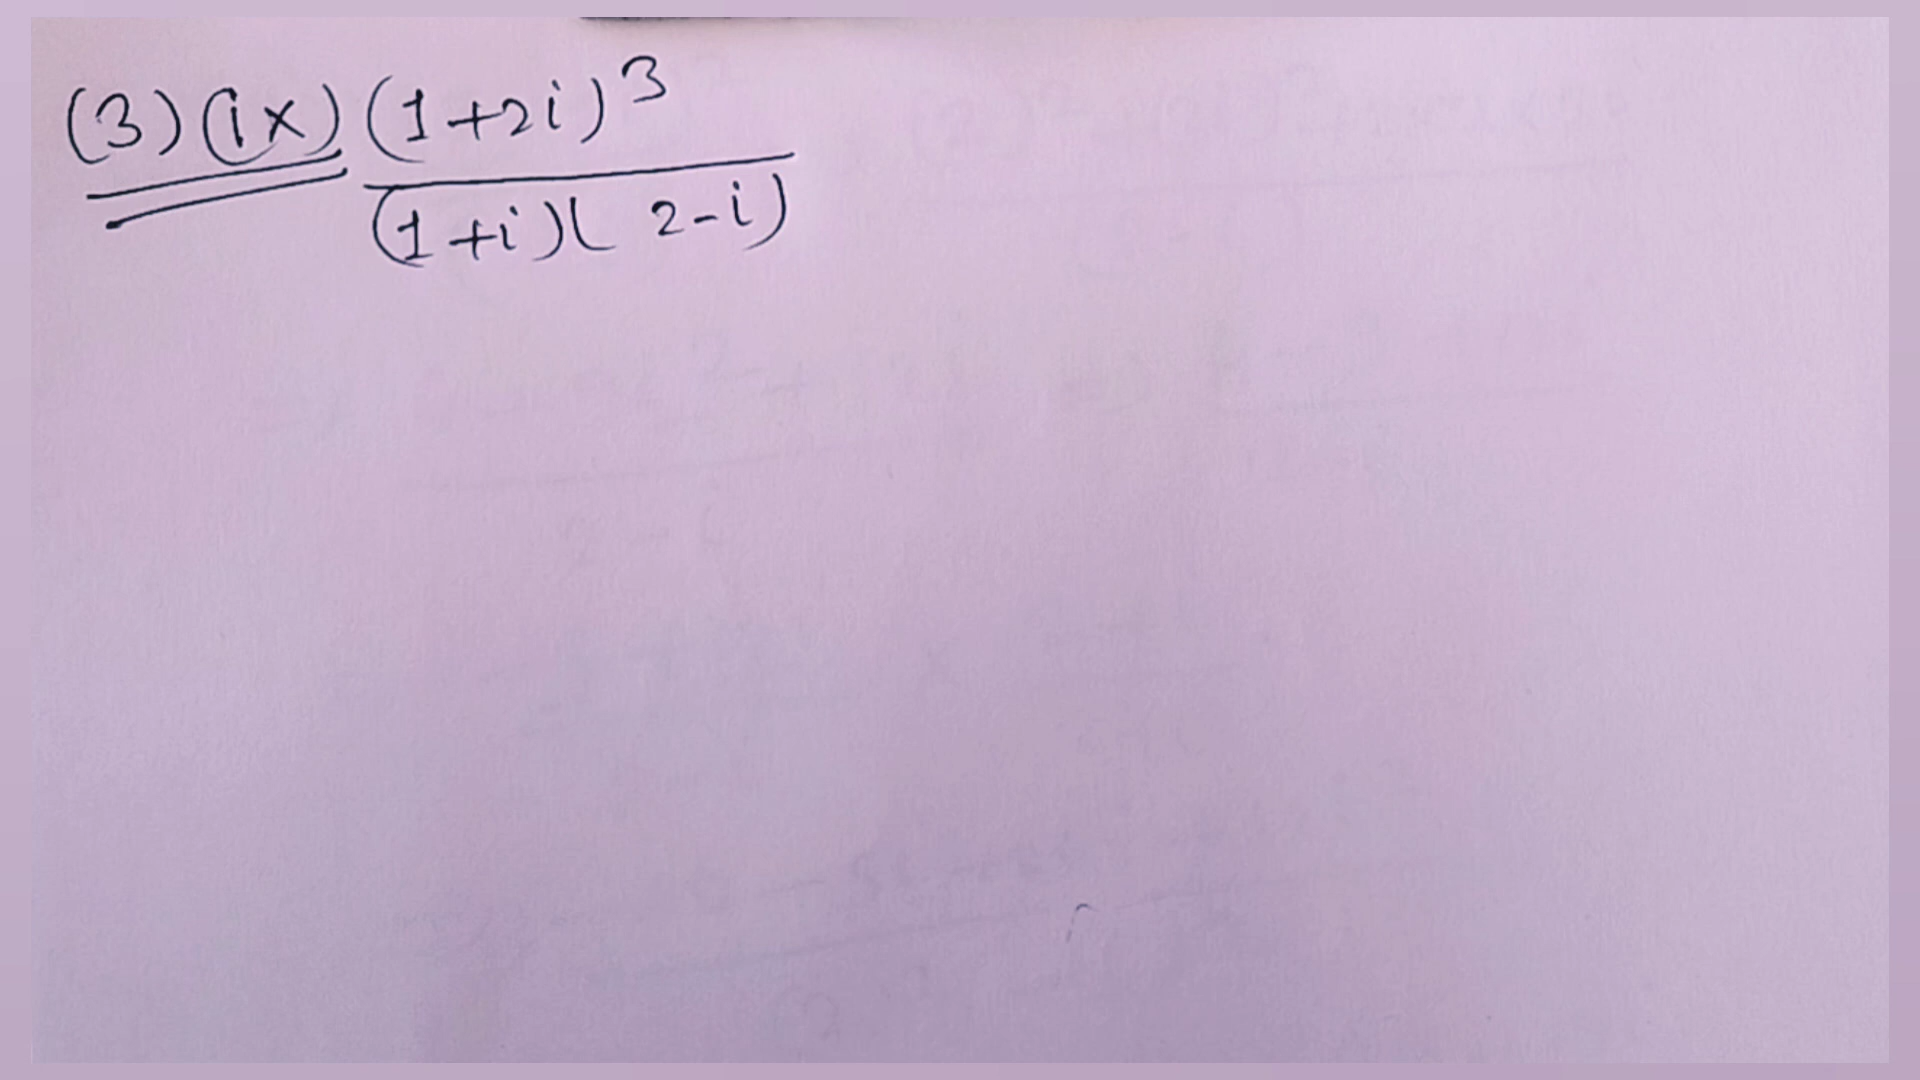 (3) (ix) (1+2i)^3
(1+i)( 2-i)